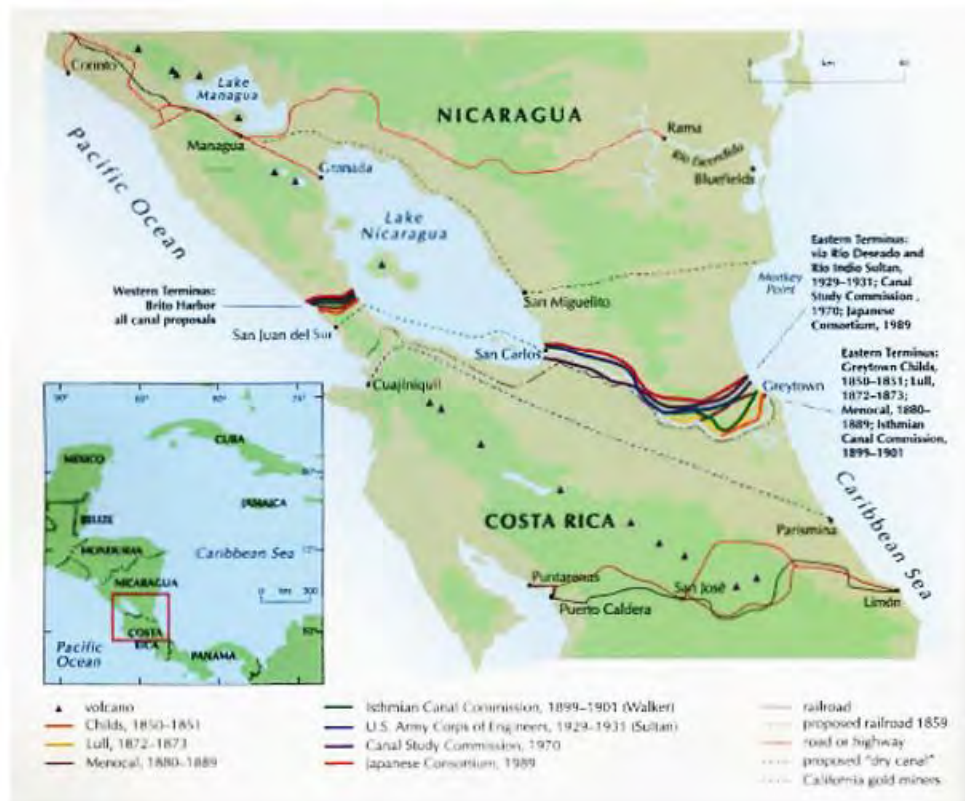 Corinto
Lake
Managua
NICARAGUA
km
Rama
Managua
Río Escondido
Granada
Bluefields
Pacific Ocean
Lake
Nicaragua
Eastern Terminus:
via Río Deseado and
Río Indio Sultan,
1929–1931; Canal
Study Commission,
1970; Japanese
Consortium, 1989
Monkey
Point
Western Terminus:
Brito Harbor
all canal proposals
San Miguelito
San Juan del Sur
San Carlos
Eastern Terminus:
Greytown Childs,
1850–1851; Lull,
1872–1873;
Menocal, 1880–
1889; Isthmian
Canal Commission,
1899–1901
Cuajiniquil
Greytown
CUBA
MEXICO
JAMAICA
BELIZE
HONDURAS
Caribbean Sea
NICARAGUA
km 300
COSTA
RICA
Pacific
Ocean
PANAMA
COSTA RICA
Parismina
Caribbean Sea
Puntarenas
San José
Limón
Puerto Caldera
volcano
Childs, 1850–1851
Lull, 1872–1873
Menocal, 1880–1889
Isthmian Canal Commission, 1899–1901 (Walker)
U.S. Army Corps of Engineers, 1929–1931 (Sultan)
Canal Study Commission, 1970
Japanese Consortium, 1989
railroad
proposed railroad 1859
road or highway
proposed "dry canal"
California gold miners